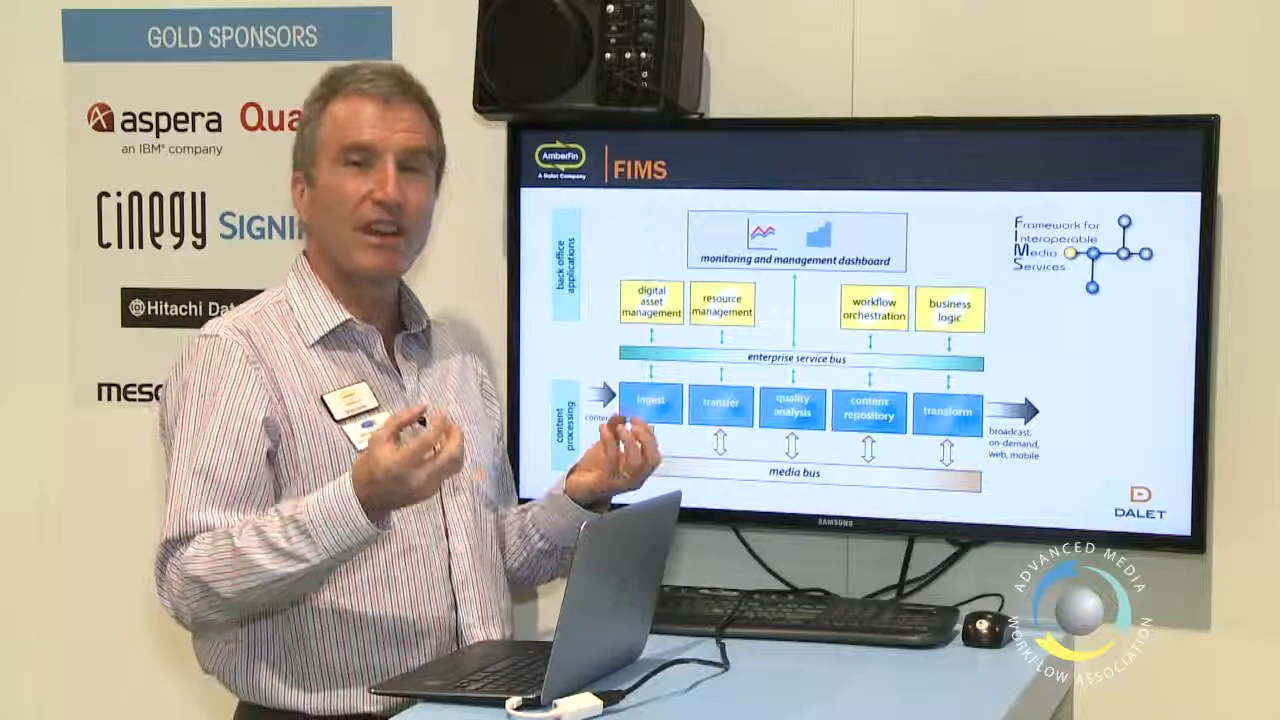 GOLD SPONSORS
aspera
an IBM® company
Qua
cinegy
SIGNI
Hitachi Dat
meso
AmberFin
A Dalet Company
FIMS
back office
applications
monitoring and management dashboard
Framework for
Interoperable
Media
Services
digital
asset
management
resource
management
workflow
orchestration
business
logic
enterprise service bus
content
processing
ingest
transfer
quality
analysis
content
repository
transform
broadcast,
on-demand,
web, mobile
media bus
DALET
SAMSUNG
ADVANCED MEDIA
WORKFLOW ASSOCIATION